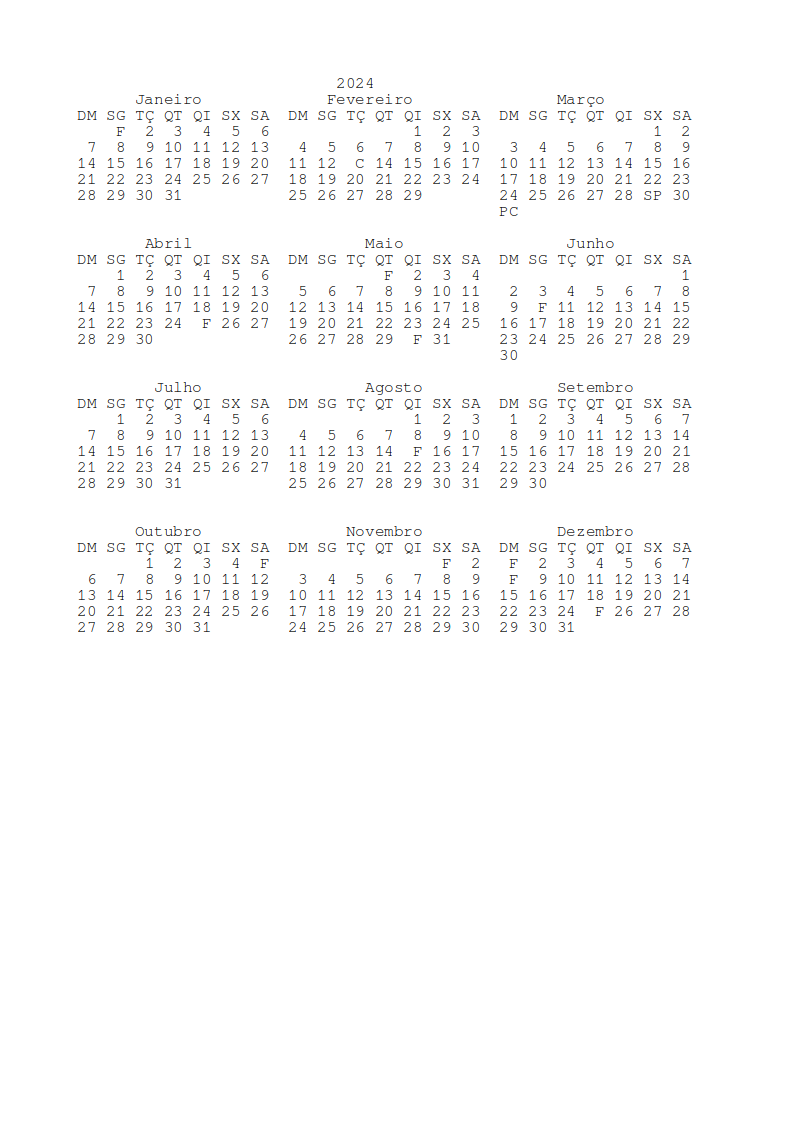 2024
Janeiro Fevereiro Março
DM SG TÇ QT QI SX SA DM SG TÇ QT QI SX SA DM SG TÇ QT QI SX SA
F 2 3 4 5 6 1 2 3 1 2
7 8 9 10 11 12 13 4 5 6 7 8 9 10 3 4 5 6 7 8 9
14 15 16 17 18 19 20 11 12 C 14 15 16 17 10 11 12 13 14 15 16
21 22 23 24 25 26 27 18 19 20 21 22 23 24 17 18 19 20 21 22 23
28 29 30 31 25 26 27 28 29 24 25 26 27 28 SP 30
PC
Abril Maio Junho
DM SG TÇ QT QI SX SA DM SG TÇ QT QI SX SA DM SG TÇ QT QI SX SA
1 2 3 4 5 6 F 2 3 4 1
7 8 9 10 11 12 13 5 6 7 8 9 10 11 2 3 4 5 6 7 8
14 15 16 17 18 19 20 12 13 14 15 16 17 18 9 F 11 12 13 14 15
21 22 23 24 F 26 27 19 20 21 22 23 24 25 16 17 18 19 20 21 22
28 29 30 26 27 28 29 F 31 23 24 25 26 27 28 29
30
Julho Agosto Setembro
DM SG TÇ QT QI SX SA DM SG TÇ QT QI SX SA DM SG TÇ QT QI SX SA
1 2 3 4 5 6 1 2 3 1 2 3 4 5 6 7
7 8 9 10 11 12 13 4 5 6 7 8 9 10 8 9 10 11 12 13 14
14 15 16 17 18 19 20 11 12 13 14 F 16 17 15 16 17 18 19 20 21
21 22 23 24 25 26 27 18 19 20 21 22 23 24 22 23 24 25 26 27 28
28 29 30 31 25 26 27 28 29 30 31 29 30
Outubro Novembro Dezembro
DM SG TÇ QT QI SX SA DM SG TÇ QT QI SX SA DM SG TÇ QT QI SX SA
1 2 3 4 F F 2 F 2 3 4 5 6 7
6 7 8 9 10 11 12 3 4 5 6 7 8 9 F 9 10 11 12 13 14
13 14 15 16 17 18 19 10 11 12 13 14 15 16 15 16 17 18 19 20 21
20 21 22 23 24 25 26 17 18 19 20 21 22 23 22 23 24 F 26 27 28
27 28 29 30 31 24 25 26 27 28 29 30 29 30 31